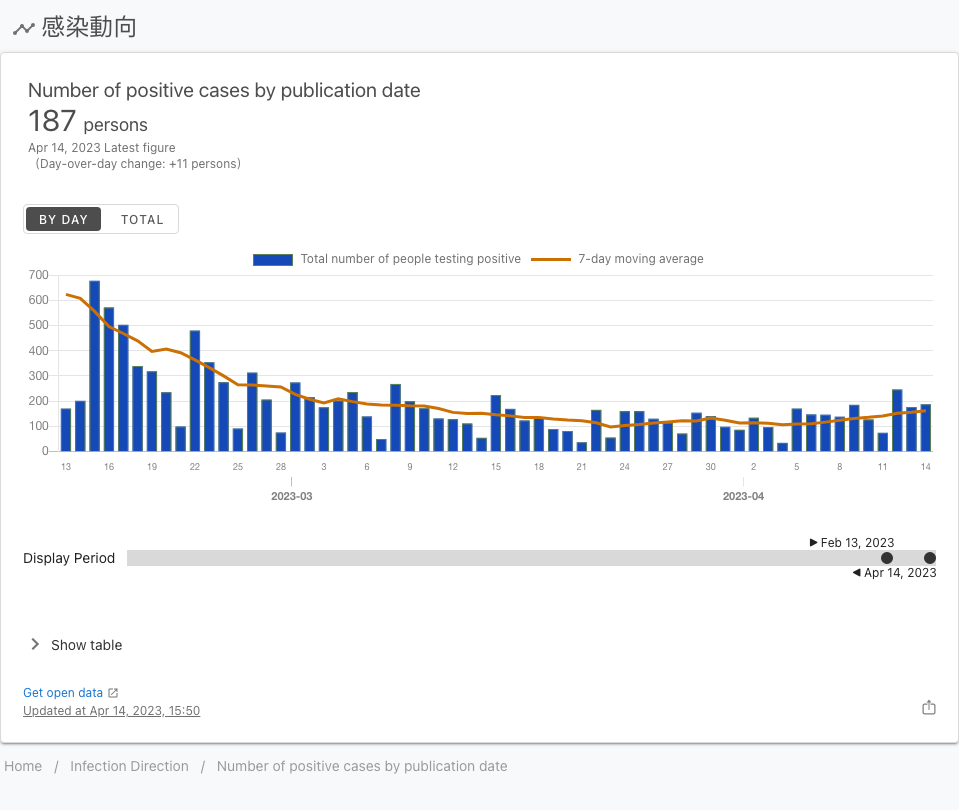 感染動向
Number of positive cases by publication date
187 persons
Apr 14, 2023 Latest figure
(Day-over-day change: +11 persons)
BY DAY TOTAL
Total number of people testing positive 7-day moving average
700
600
500
400
300
200
100
0
13 16 19 22 25 28 3 6 9 12 15 18 21 24 27 30 2 5 8 11 14
2023-03 2023-04
Feb 13, 2023
Display Period
Apr 14, 2023
Show table
Get open data
Updated at Apr 14, 2023, 15:50
Home / Infection Direction / Number of positive cases by publication date